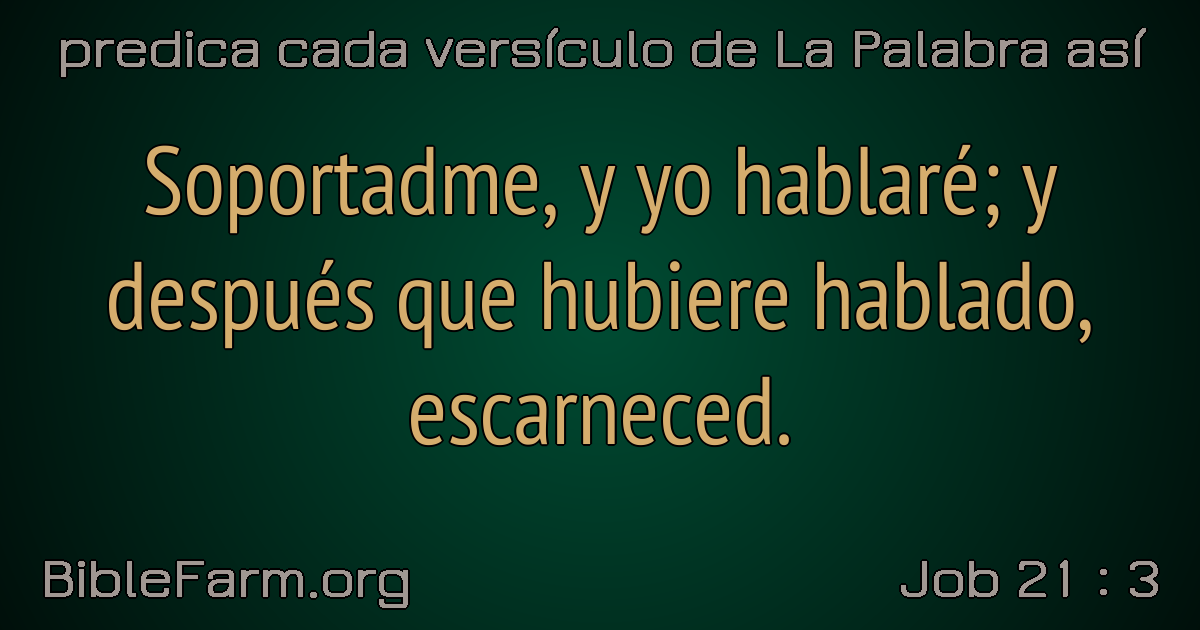 predica cada versículo de La Palabra así
Soportadme, y yo hablaré; y
después que hubiere hablado,
escarneced.
BibleFarm.org
Job 21 : 3